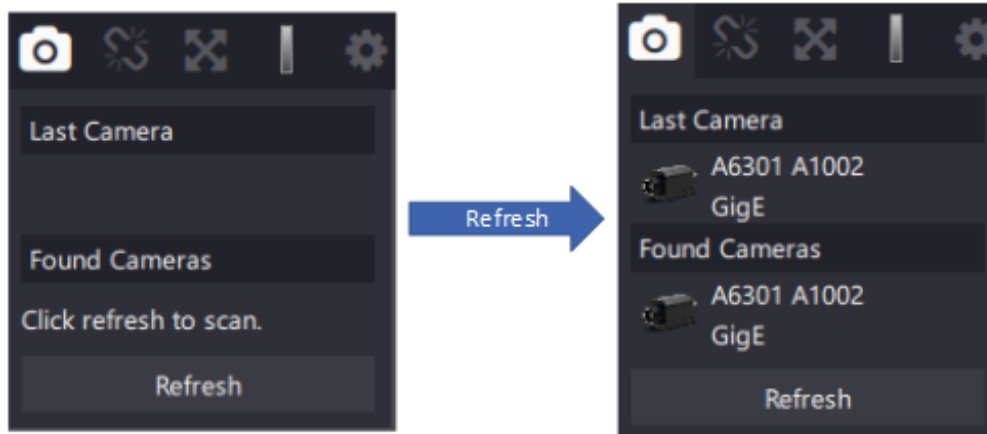 Last Camera
Found Cameras
Click refresh to scan.
Refresh
Refresh
Last Camera
A6301 A1002
GigE
Found Cameras
A6301 A1002
GigE
Refresh